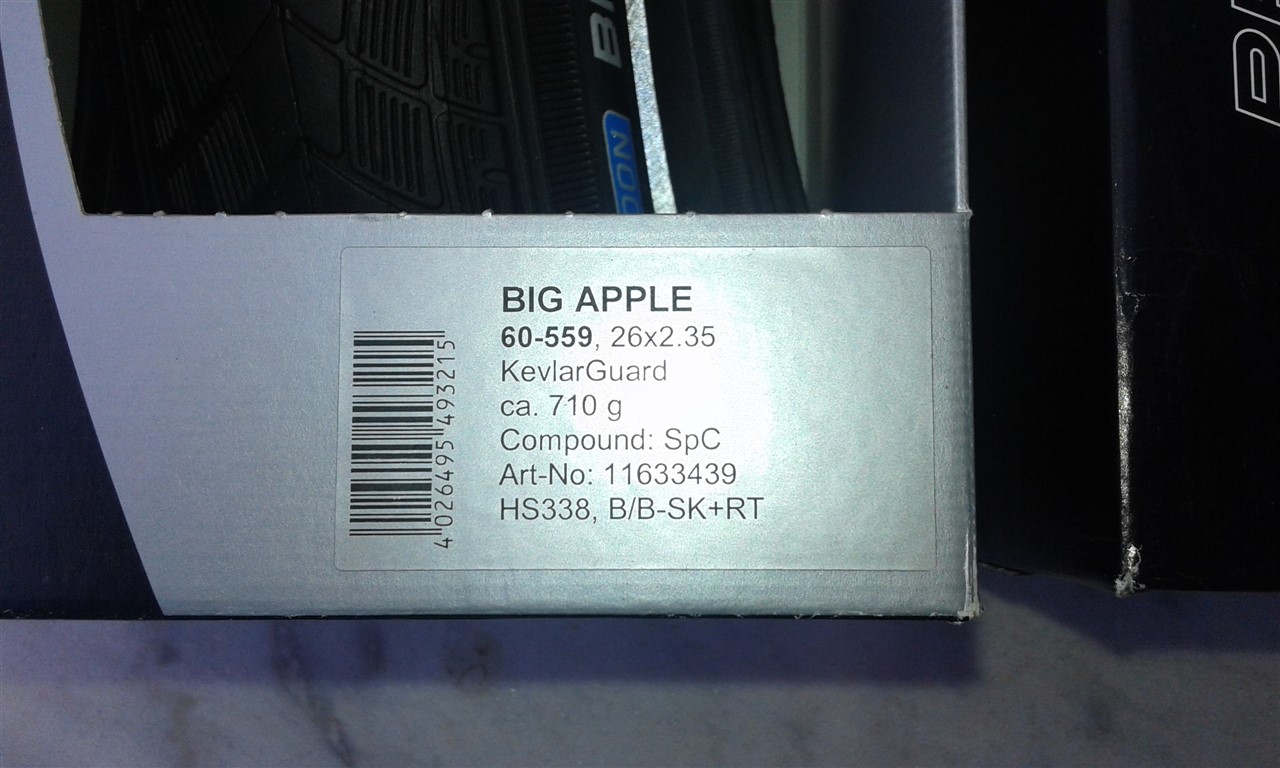 BIG APPLE
60-559, 26x2.35
KevlarGuard
ca. 710 g
Compound: SpC
Art-No: 11633439
HS338, B/B-SK+RT
4 026495 493215